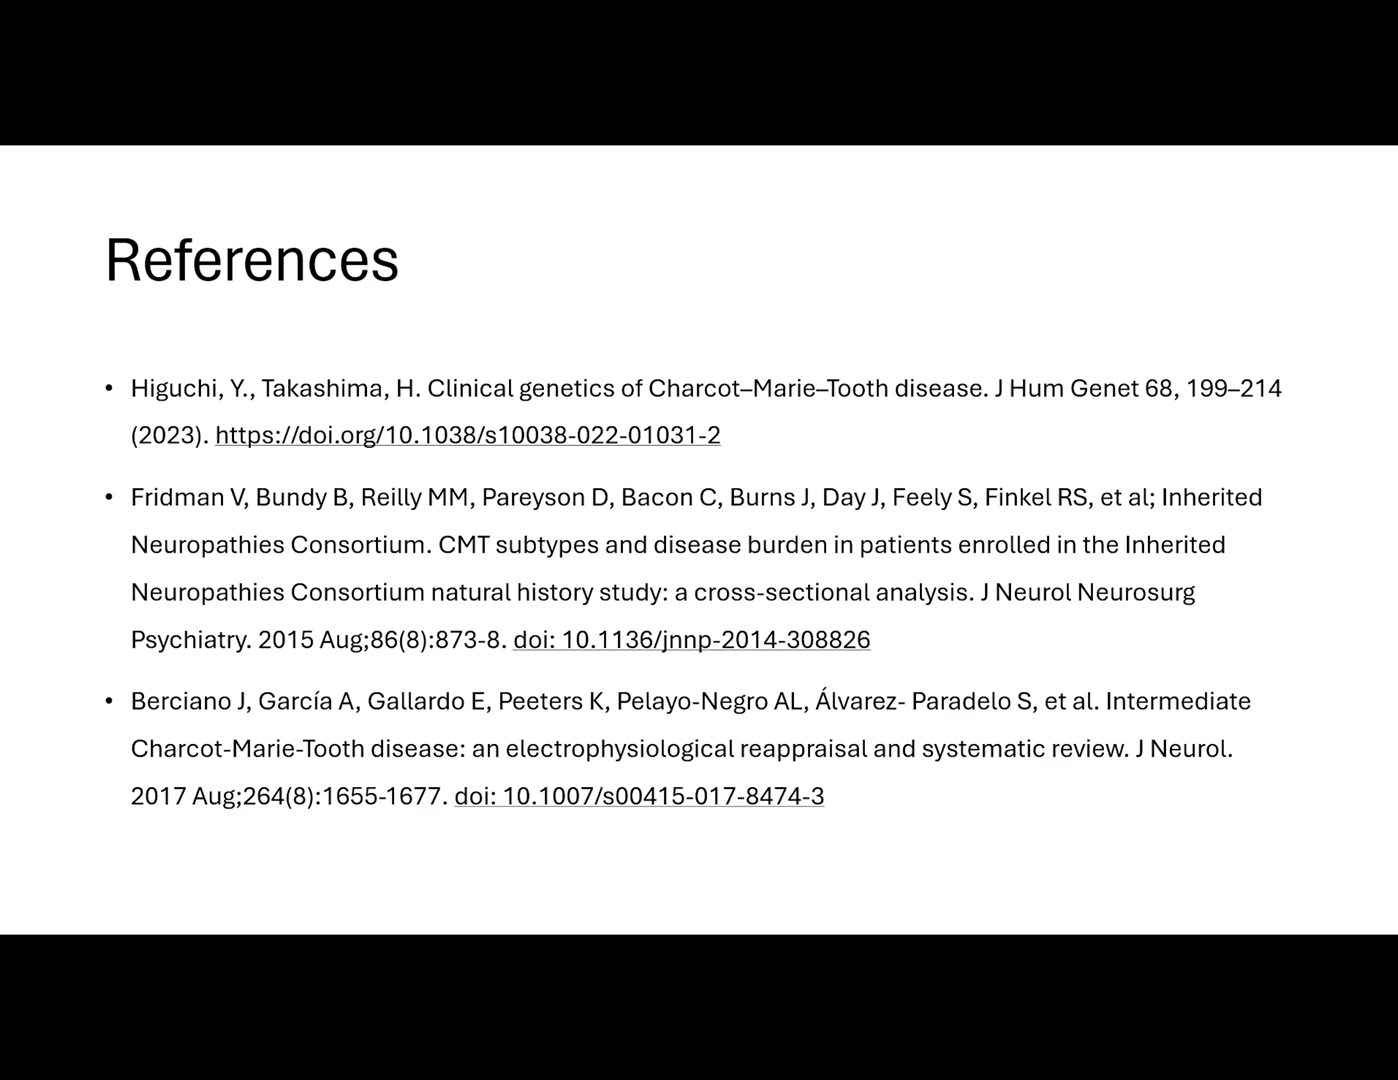 References
• Higuchi, Y., Takashima, H. Clinical genetics of Charcot–Marie–Tooth disease. J Hum Genet 68, 199–214
(2023). https://doi.org/10.1038/s10038-022-01031-2
• Fridman V, Bundy B, Reilly MM, Pareyson D, Bacon C, Burns J, Day J, Feely S, Finkel RS, et al; Inherited
Neuropathies Consortium. CMT subtypes and disease burden in patients enrolled in the Inherited
Neuropathies Consortium natural history study: a cross-sectional analysis. J Neurol Neurosurg
Psychiatry. 2015 Aug;86(8):873-8. doi: 10.1136/jnnp-2014-308826
• Berciano J, García A, Gallardo E, Peeters K, Pelayo-Negro AL, Álvarez- Paradelo S, et al. Intermediate
Charcot-Marie-Tooth disease: an electrophysiological reappraisal and systematic review. J Neurol.
2017 Aug;264(8):1655-1677. doi: 10.1007/s00415-017-8474-3